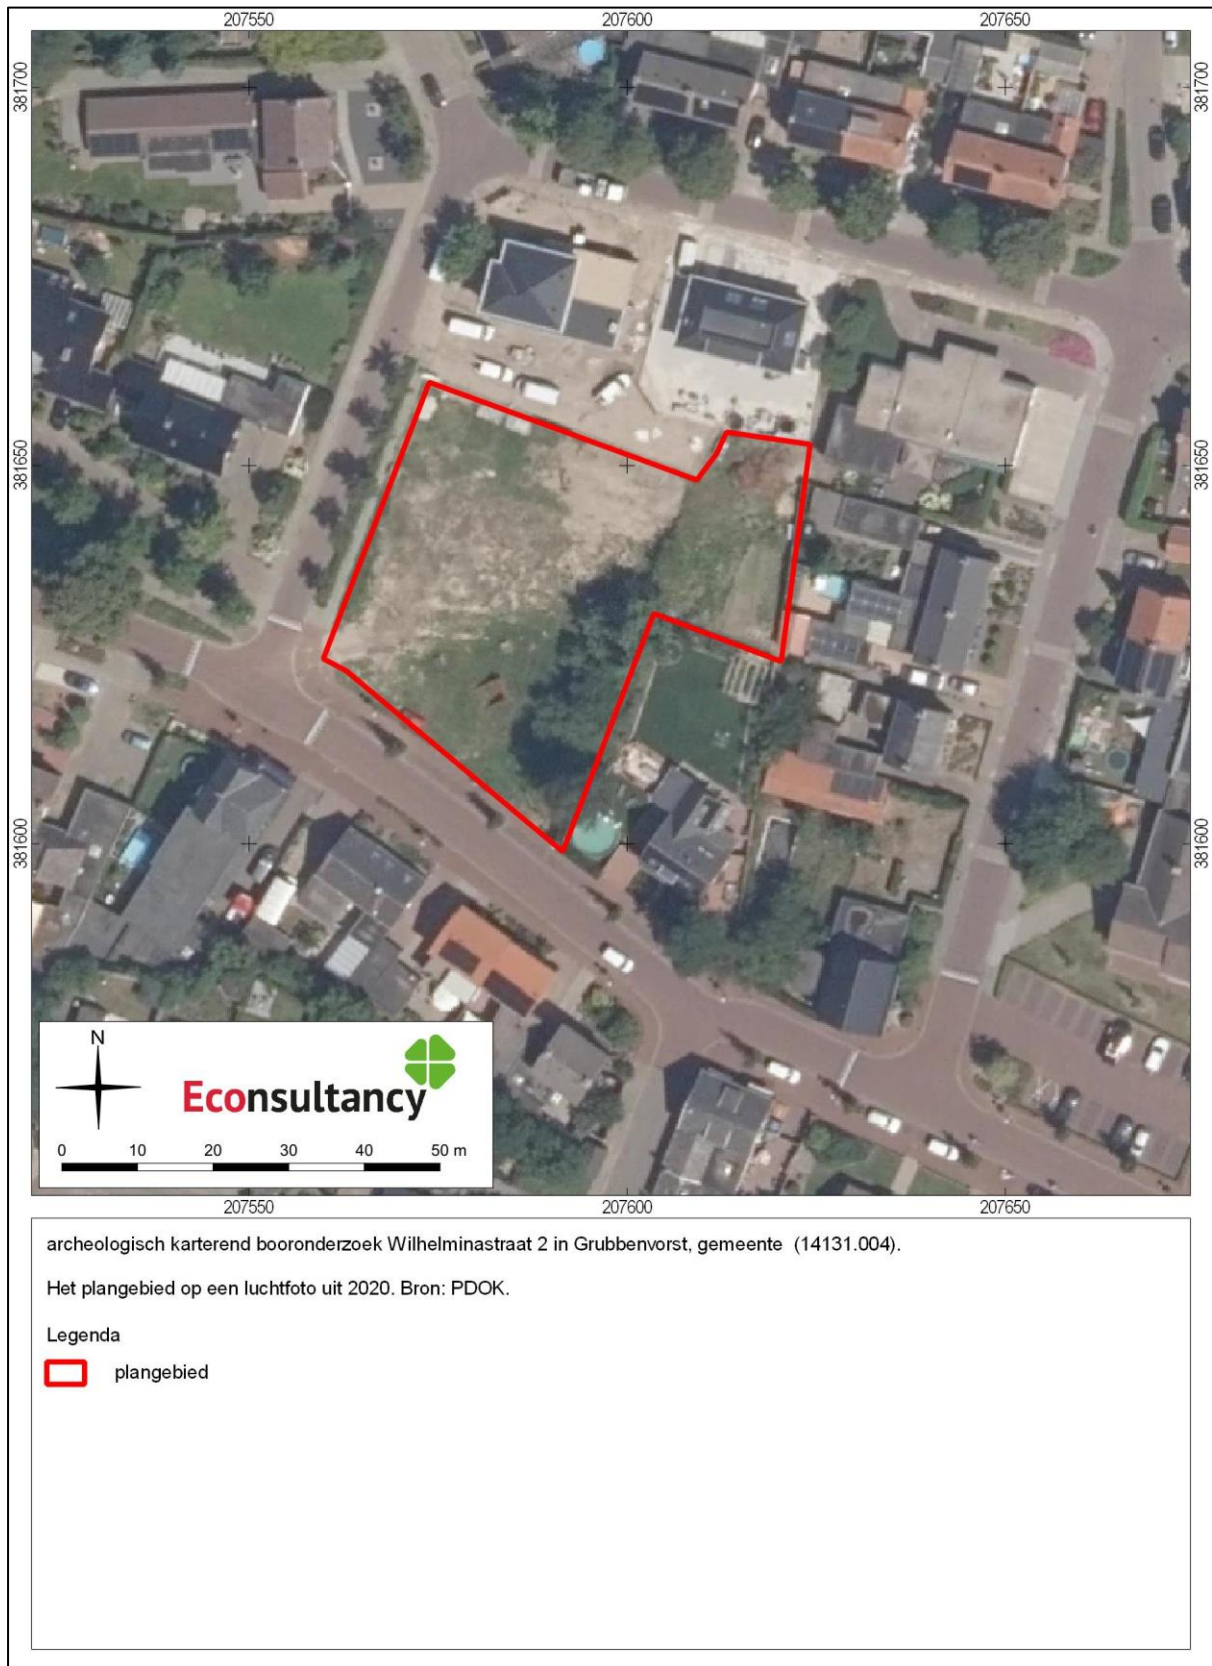 207550 207600 207650
381700 381700
381650 381650
381600 381600
N
Econsultancy
0 10 20 30 40 50 m
207550 207600 207650
archeologisch karterend booronderzoek Wilhelminastraat 2 in Grubbenvorst, gemeente (14131.004).
Het plangebied op een luchtfoto uit 2020. Bron: PDOK.
Legenda
plangebied